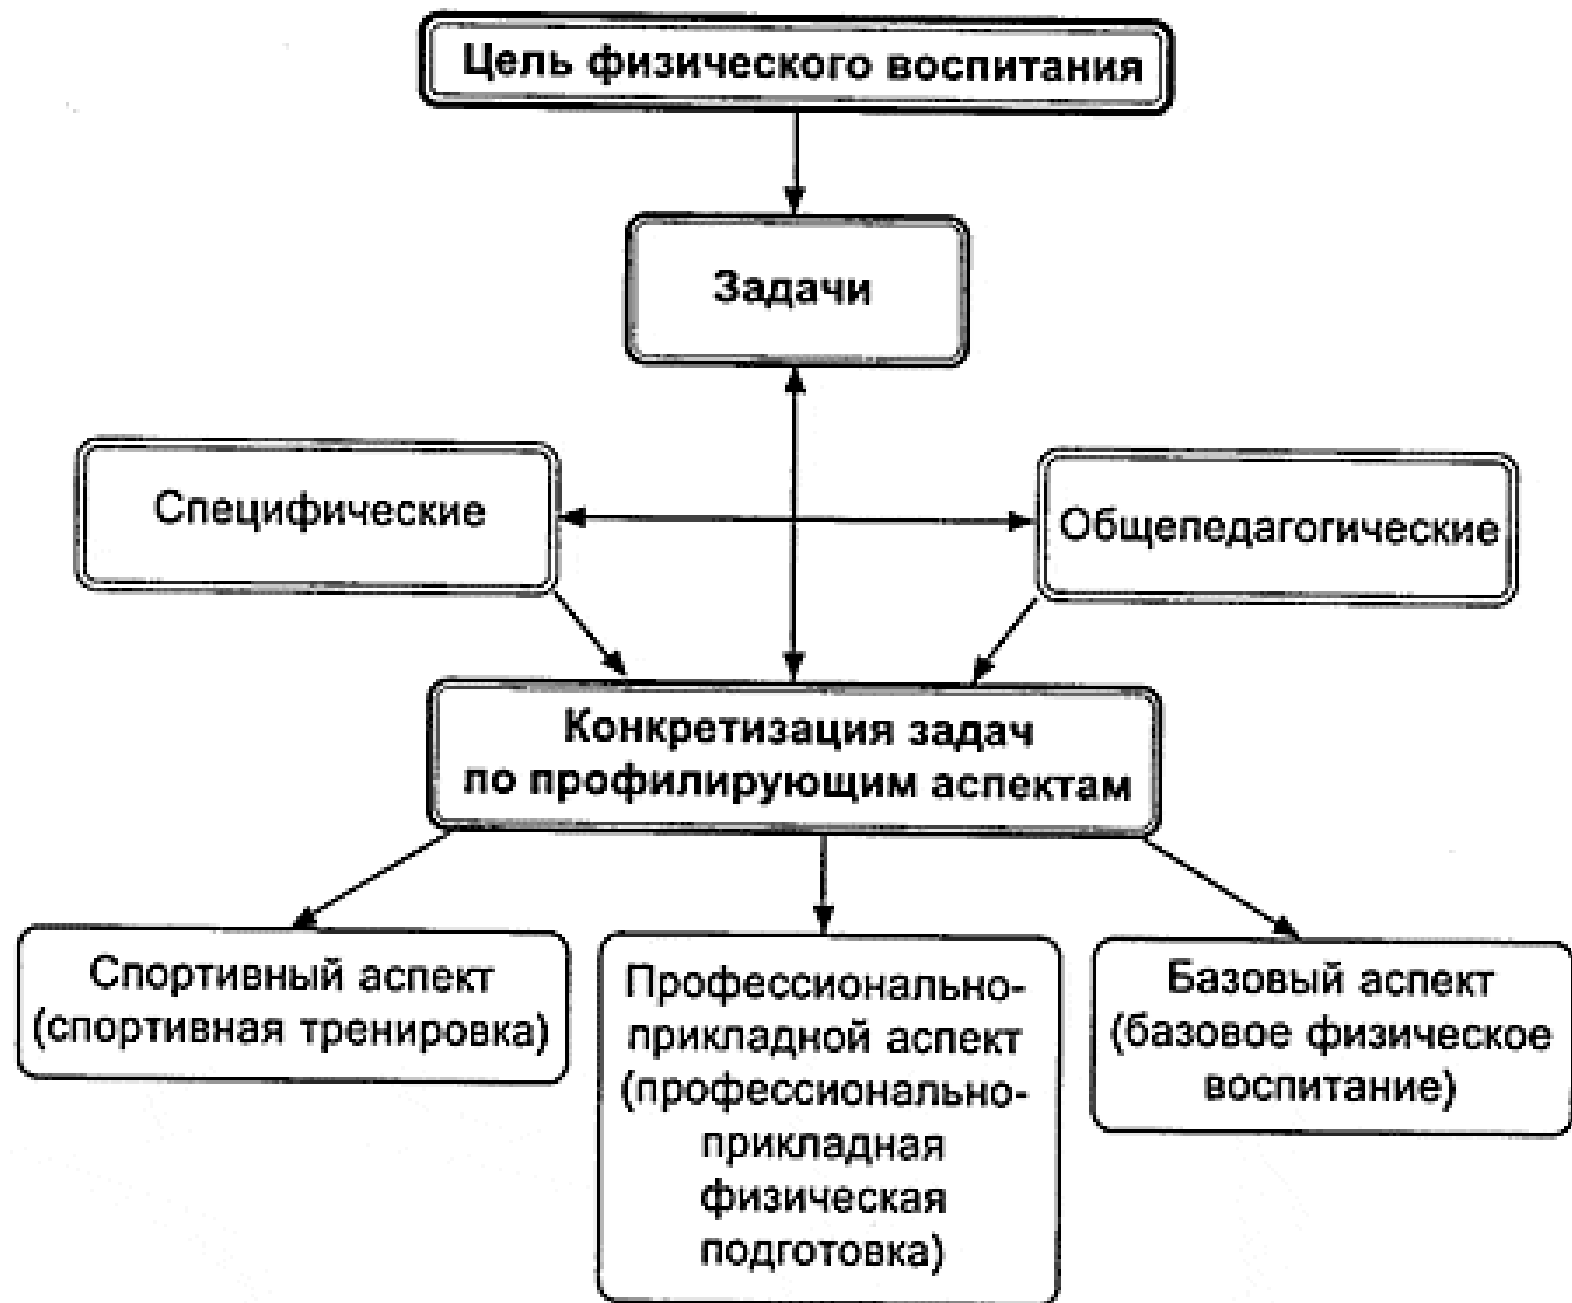 Цель физического воспитания
Задачи
Специфические
Общепедагогические
Конкретизация задач
по профилирующим аспектам
Спортивный аспект
(спортивная тренировка)
Профессионально-
прикладной аспект
(профессионально-
прикладная
физическая
подготовка)
Базовый аспект
(базовое физическое
воспитание)